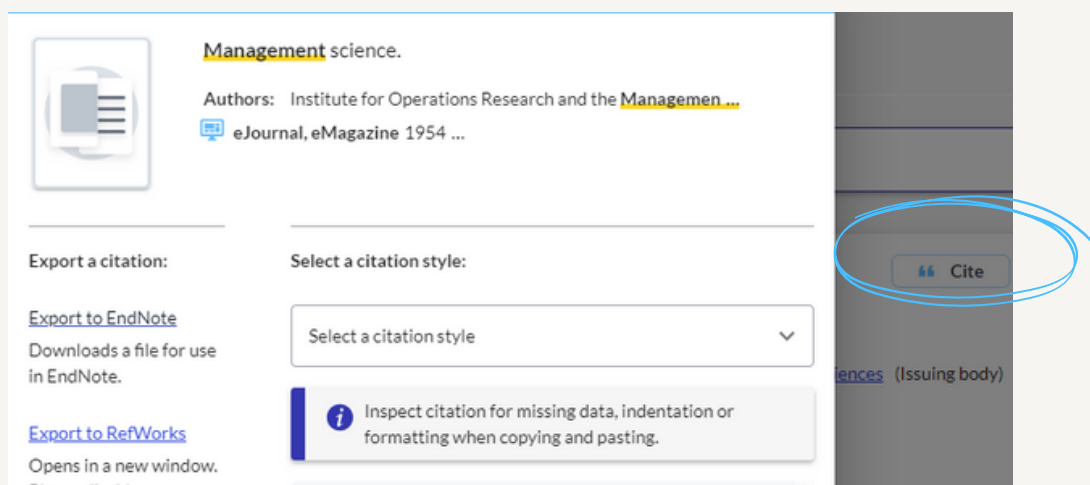 Management science.
Authors: Institute for Operations Research and the Managemen ...
eJournal, eMagazine 1954 ...
Export a citation:
Export to EndNote
Downloads a file for use
in EndNote.
Export to RefWorks
Opens in a new window.
Select a citation style:
Select a citation style
Inspect citation for missing data, indentation or
formatting when copying and pasting.
Cite
iences (Issuing body)